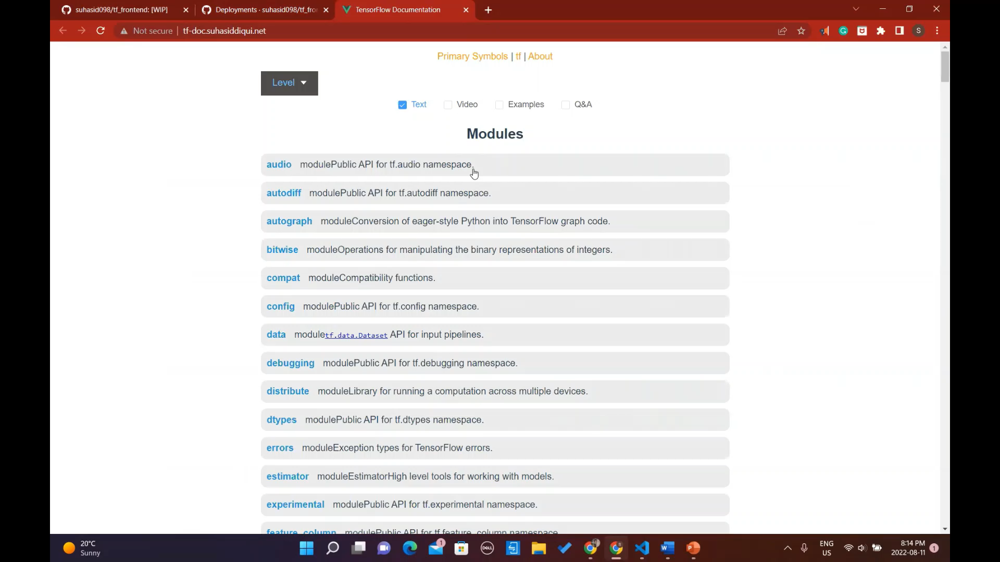 suhasid098/tf_frontend: [WIP]
Deployments · suhasid098/tf_fro
TensorFlow Documentation
Not secure | tf-doc.suhasiddiqui.net
S
Primary Symbols | tf | About
Level
Text Video Examples Q&A
Modules
audio modulePublic API for tf.audio namespace.
autodiff modulePublic API for tf.autodiff namespace.
autograph moduleConversion of eager-style Python into TensorFlow graph code.
bitwise moduleOperations for manipulating the binary representations of integers.
compat moduleCompatibility functions.
config modulePublic API for tf.config namespace.
data moduletf.data.Dataset API for input pipelines.
debugging modulePublic API for tf.debugging namespace.
distribute moduleLibrary for running a computation across multiple devices.
dtypes modulePublic API for tf.dtypes namespace.
errors moduleException types for TensorFlow errors.
estimator moduleEstimatorHigh level tools for working with models.
experimental modulePublic API for tf.experimental namespace.
feature_column modulePublic API for tf.feature_column namespace.
20°C
Sunny
1
DELL
ENG
US
8:14 PM
2022-08-11
1